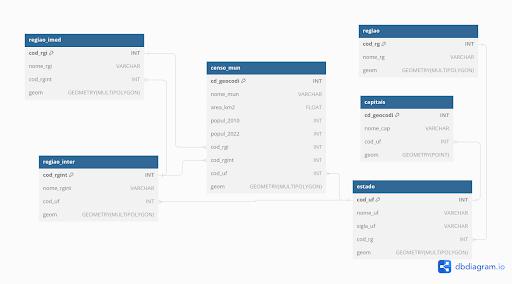 regiao_imed
cod_rgi INT
nome_rgi VARCHAR
cod_rgint INT
geom GEOMETRY(MULTIPOLYGON)
regiao_inter
cod_rgint INT
nome_rgint VARCHAR
cod_uf INT
geom GEOMETRY(MULTIPOLYGON)
censo_mun
cd_geocodi INT
nome_mun VARCHAR
area_km2 FLOAT
popul_2010 INT
popul_2022 INT
cod_rgi INT
cod_rgint INT
cod_uf INT
geom GEOMETRY(MULTIPOLYGON)
regiao
cod_rg INT
nome_rg VARCHAR
geom GEOMETRY(MULTIPOLYGON)
capitais
cd_geocodi INT
nome_cap VARCHAR
cod_uf INT
geom GEOMETRY(POINT)
estado
cod_uf INT
nome_uf VARCHAR
sigla_uf VARCHAR
cod_rg INT
geom GEOMETRY(MULTIPOLYGON)
dbdiagram.io